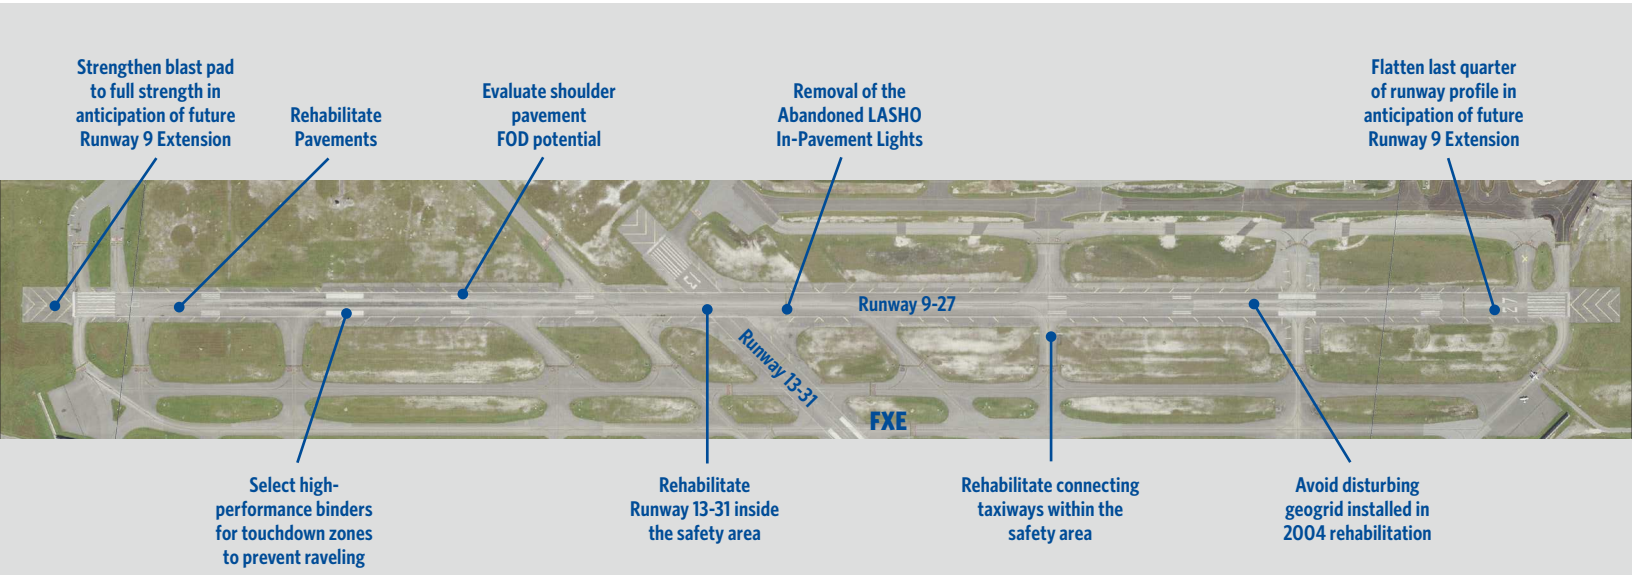 Strengthen blast pad
to full strength in
anticipation of future
Runway 9 Extension
Rehabilitate
Pavements
Evaluate shoulder
pavement
FOD potential
Removal of the
Abandoned LASHO
In-Pavement Lights
Flatten last quarter
of runway profile in
anticipation of future
Runway 9 Extension
Runway 9-27
Runway 13-31
FXE
13
27
Select high-
performance binders
for touchdown zones
to prevent raveling
Rehabilitate
Runway 13-31 inside
the safety area
Rehabilitate connecting
taxiways within the
safety area
Avoid disturbing
geogrid installed in
2004 rehabilitation